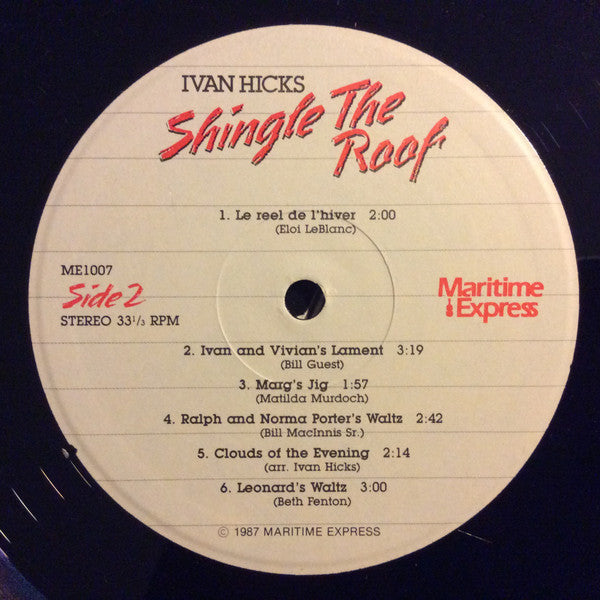 IVAN HICKS
Shingle The
Roof
1. Le reel de l'hiver 2:00
(Eloi LeBlanc)
ME1007
Side 2
STEREO 33 1/3 RPM
Maritime
Express
2. Ivan and Vivian's Lament 3:19
(Bill Guest)
3. Marg's Jig 1:57
(Matilda Murdoch)
4. Ralph and Norma Porter's Waltz 2:42
(Bill MacInnis Sr.)
5. Clouds of the Evening 2:14
(arr. Ivan Hicks)
6. Leonard's Waltz 3:00
(Beth Fenton)
© 1987 MARITIME EXPRESS